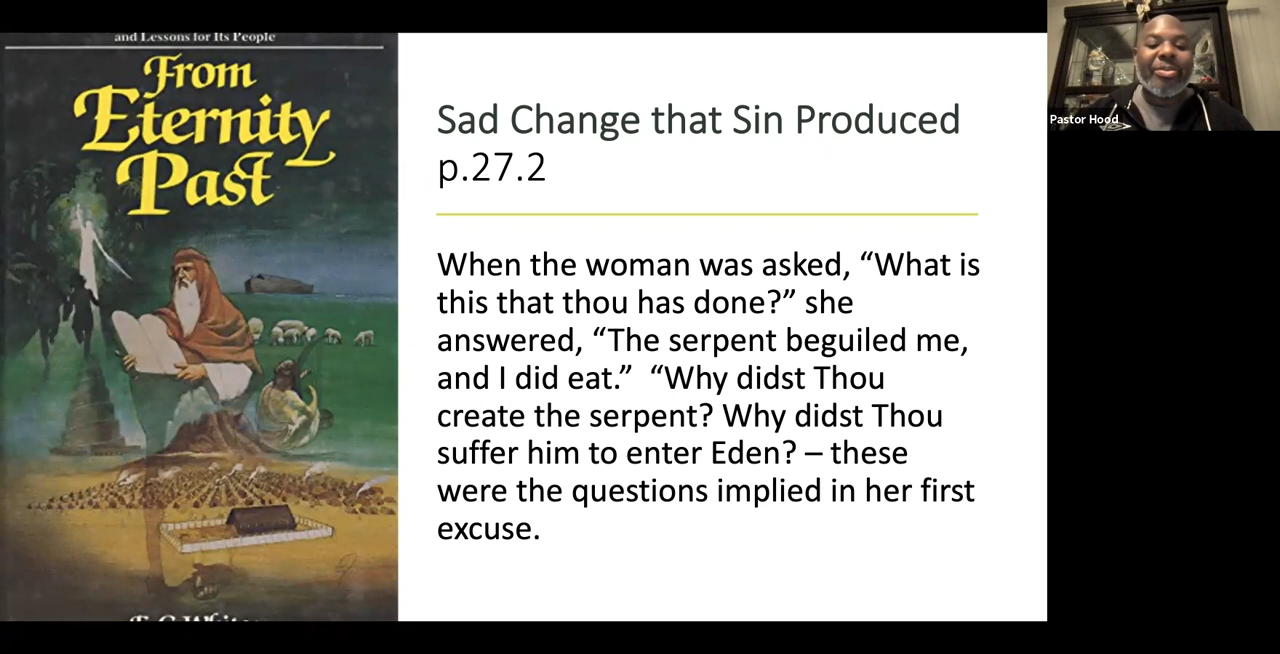 and Lessons for Its People
From
Eternity
Past
Sad Change that Sin Produced
p.27.2
When the woman was asked, “What is
this that thou has done?” she
answered, “The serpent beguiled me,
and I did eat.”  “Why didst Thou
create the serpent? Why didst Thou
suffer him to enter Eden? – these
were the questions implied in her first
excuse.
Pastor Hood